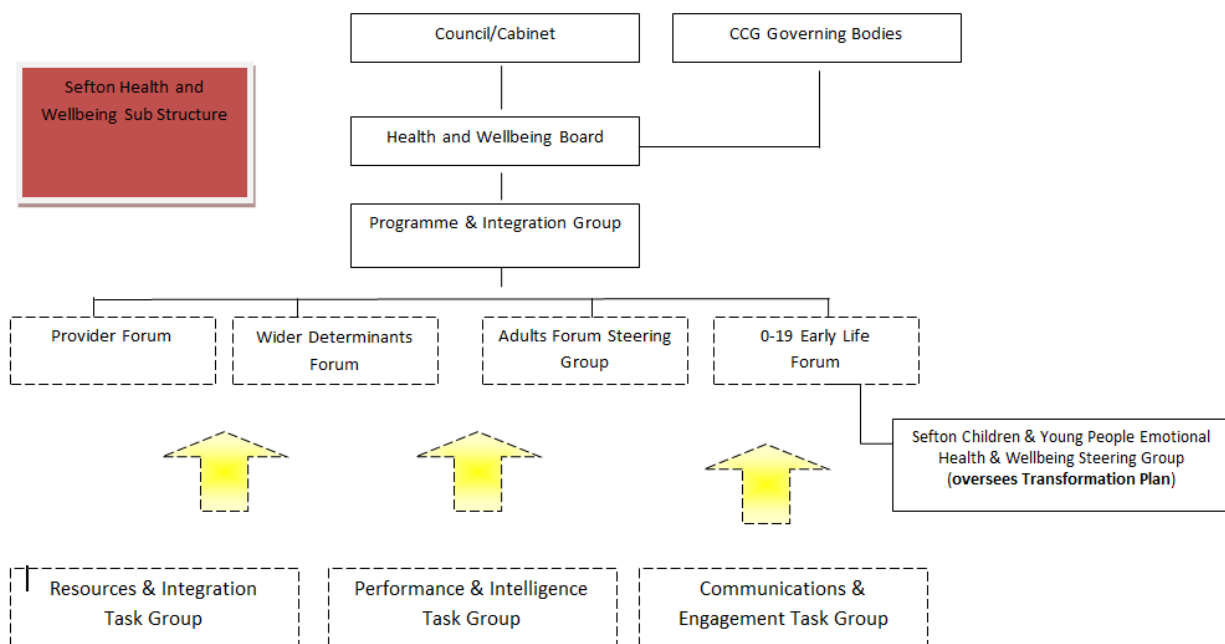 Council/Cabinet
CCG Governing Bodies
Sefton Health and
Wellbeing Sub Structure
Health and Wellbeing Board
Programme & Integration Group
Provider Forum
Wider Determinants
Forum
Adults Forum Steering
Group
0-19 Early Life
Forum
Sefton Children & Young People Emotional
Health & Wellbeing Steering Group
(oversees Transformation Plan)
Resources & Integration
Task Group
Performance & Intelligence
Task Group
Communications &
Engagement Task Group